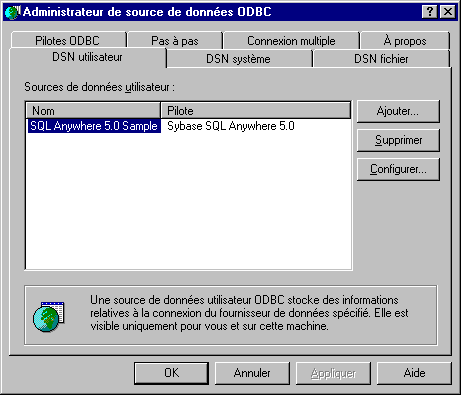 Administrateur de source de données ODBC
Pilotes ODBC Pas à pas Connexion multiple À propos
DSN utilisateur DSN système DSN fichier
Sources de données utilisateur :
Nom Pilote
SQL Anywhere 5.0 Sample Sybase SQL Anywhere 5.0
Ajouter...
Supprimer
Configurer...
Une source de données utilisateur ODBC stocke des informations
relatives à la connexion du fournisseur de données spécifié. Elle est
visible uniquement pour vous et sur cette machine.
OK Annuler Appliquer Aide